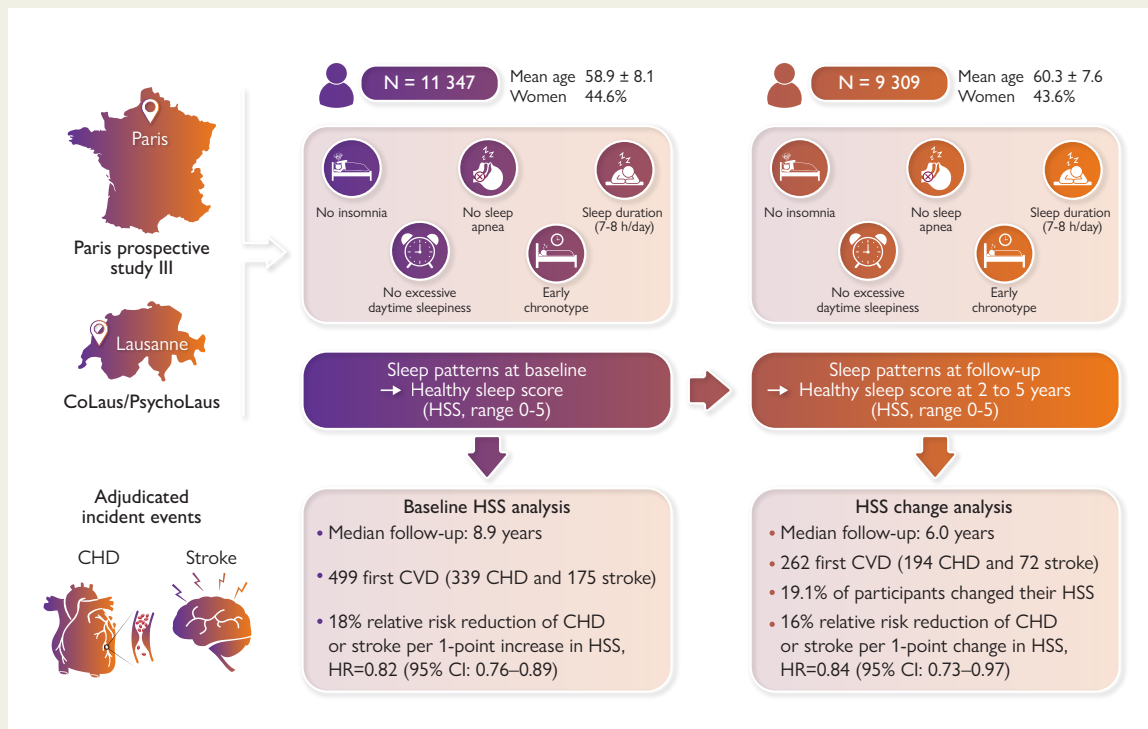 Paris
Paris prospective
study III
Lausanne
CoLaus/PsychoLaus
Adjudicated
incident events
CHD
Stroke
N = 11 347
Mean age 58.9 ± 8.1
Women 44.6%
No insomnia
No sleep
apnea
Sleep duration
(7-8 h/day)
No excessive
daytime sleepiness
Early
chronotype
Sleep patterns at baseline
→ Healthy sleep score
(HSS, range 0-5)
Baseline HSS analysis
• Median follow-up: 8.9 years
• 499 first CVD (339 CHD and 175 stroke)
• 18% relative risk reduction of CHD
or stroke per 1-point increase in HSS,
HR=0.82 (95% CI: 0.76–0.89)
N = 9 309
Mean age 60.3 ± 7.6
Women 43.6%
No insomnia
No sleep
apnea
Sleep duration
(7-8 h/day)
No excessive
daytime sleepiness
Early
chronotype
Sleep patterns at follow-up
→ Healthy sleep score at 2 to 5 years
(HSS, range 0-5)
HSS change analysis
• Median follow-up: 6.0 years
• 262 first CVD (194 CHD and 72 stroke)
• 19.1% of participants changed their HSS
• 16% relative risk reduction of CHD
or stroke per 1-point change in HSS,
HR=0.84 (95% CI: 0.73–0.97)